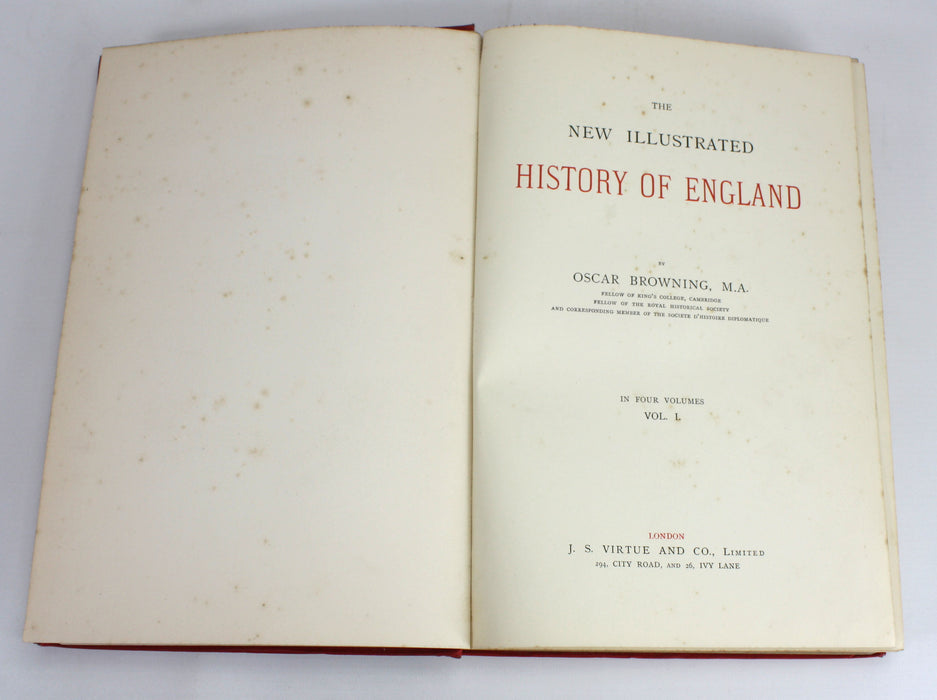 THE
NEW ILLUSTRATED
HISTORY OF ENGLAND
BY
OSCAR BROWNING, M.A.
FELLOW OF KING'S COLLEGE, CAMBRIDGE
FELLOW OF THE ROYAL HISTORICAL SOCIETY
AND CORRESPONDING MEMBER OF THE SOCIETE D'HISTOIRE DIPLOMATIQUE
IN FOUR VOLUMES
VOL. I.
LONDON
J. S. VIRTUE AND CO., LIMITED
294, CITY ROAD, AND 26, IVY LANE